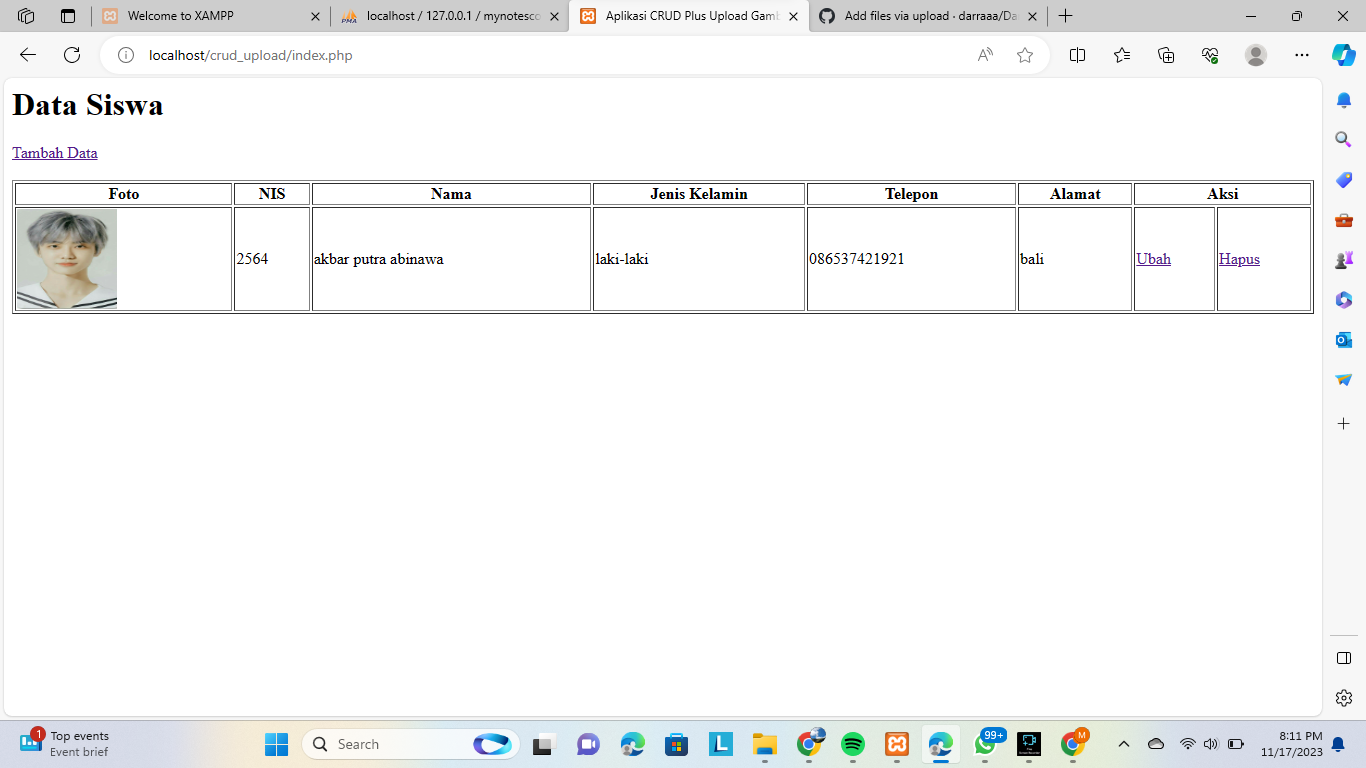 Welcome to XAMPP
localhost / 127.0.0.1 / mynotesco
Aplikasi CRUD Plus Upload Gamb
Add files via upload · darraaa/Da
localhost/crud_upload/index.php
Data Siswa
Tambah Data
Foto NIS Nama Jenis Kelamin Telepon Alamat Aksi
2564 akbar putra abinawa laki-laki 086537421921 bali Ubah Hapus
1
Top events
Event brief
Search
99+
M
8:11 PM
11/17/2023